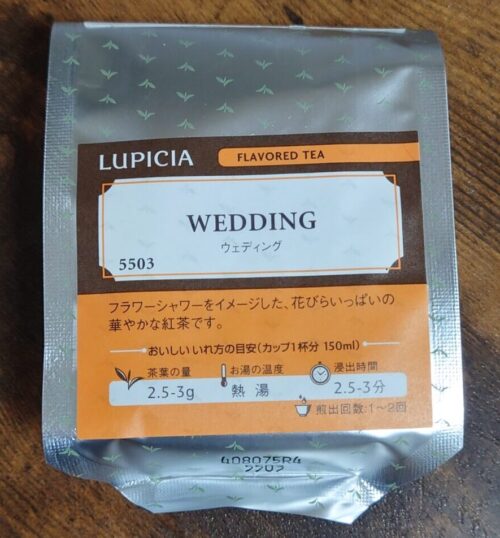 LUPICIA FLAVORED TEA
WEDDING
ウェディング
5503
フラワーシャワーをイメージした、花びらいっぱいの
華やかな紅茶です。
おいしいいれ方の目安(カップ1杯分 150ml)
茶葉の量 お湯の温度 浸出時間
2.5-3g 熱湯 2.5-3分
煎出回数:1~2回
408075R4
5503